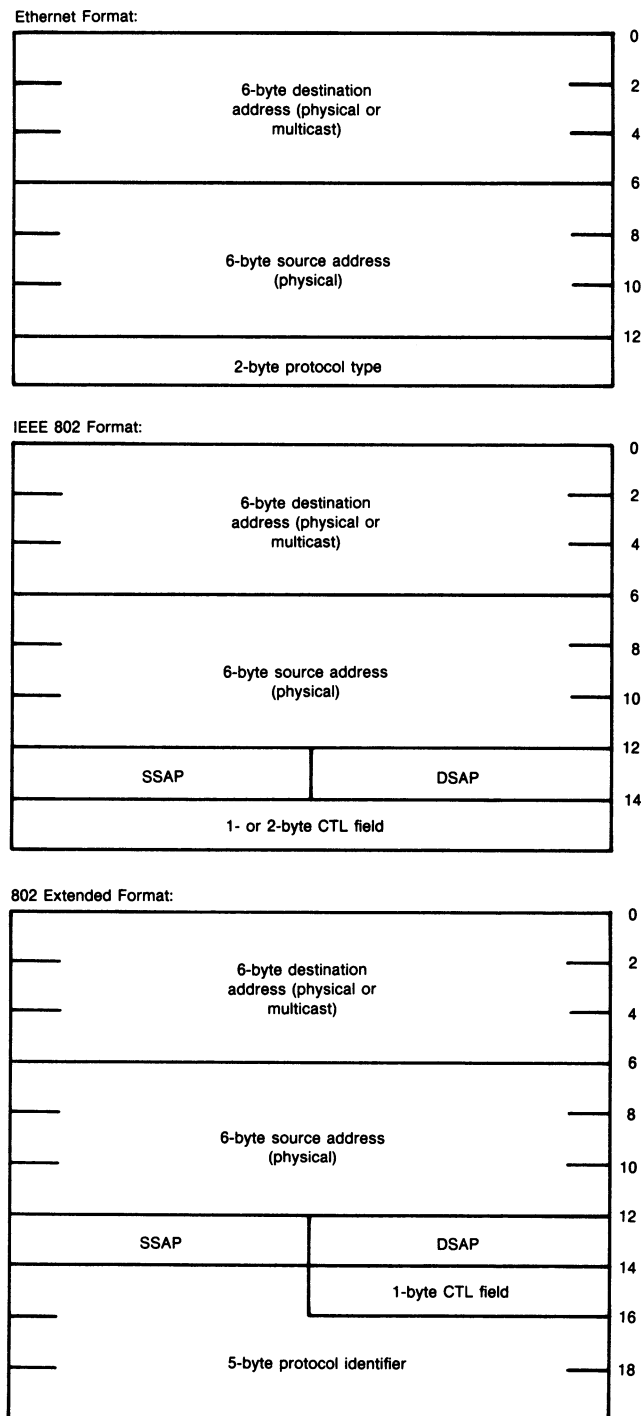 Ethernet Format:
0
6-byte destination
address (physical or
multicast)
2
4
6
6-byte source address
(physical)
8
10
12
2-byte protocol type
IEEE 802 Format:
0
6-byte destination
address (physical or
multicast)
2
4
6
6-byte source address
(physical)
8
10
12
SSAP
DSAP
14
1- or 2-byte CTL field
802 Extended Format:
0
6-byte destination
address (physical or
multicast)
2
4
6
6-byte source address
(physical)
8
10
12
SSAP
DSAP
14
1-byte CTL field
16
5-byte protocol identifier
18